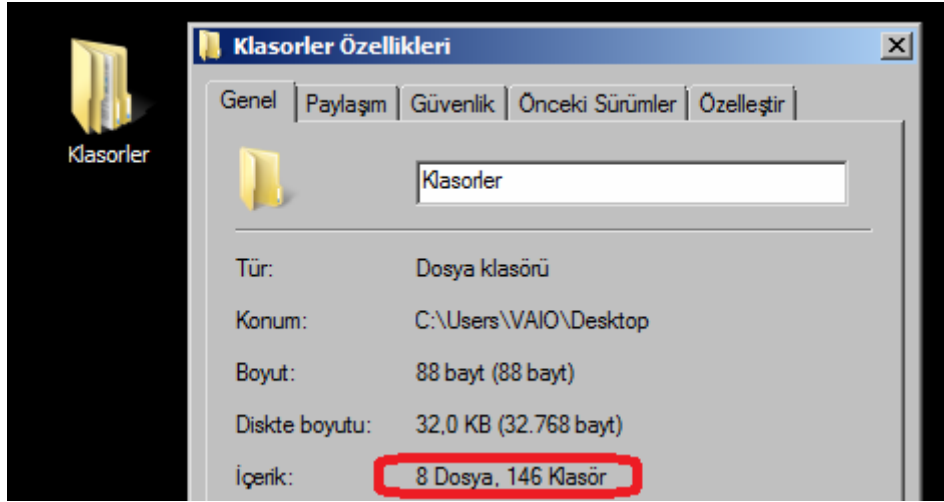 Klasorler
Klasorler Özellikleri
Genel Paylaşım Güvenlik Önceki Sürümler Özelleştir
Klasorler
Tür: Dosya klasörü
Konum: C:\Users\VAIO\Desktop
Boyut: 88 bayt (88 bayt)
Diskte boyutu: 32,0 KB (32.768 bayt)
İçerik: 8 Dosya, 146 Klasör